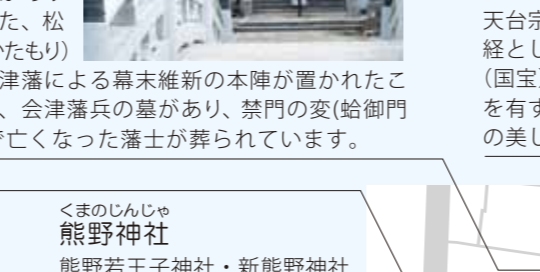 た、松
かたもり）
津藩による幕末維新の本陣が置かれたこ
、会津藩兵の墓があり、禁門の変(蛤御門
で亡くなった藩士が葬られています。
くまのじんじゃ
熊野神社
熊野若王子神社・新熊野神社
天台宗
経とし
（国宝
を有す
の美し